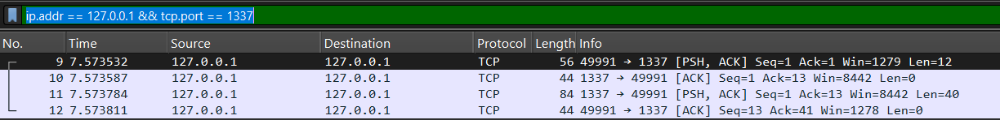 ip.addr == 127.0.0.1 && tcp.port == 1337
No. Time Source Destination Protocol Length Info
9 7.573532 127.0.0.1 127.0.0.1 TCP 56 49991 → 1337 [PSH, ACK] Seq=1 Ack=1 Win=1279 Len=12
10 7.573587 127.0.0.1 127.0.0.1 TCP 44 1337 → 49991 [ACK] Seq=1 Ack=13 Win=8442 Len=0
11 7.573784 127.0.0.1 127.0.0.1 TCP 84 1337 → 49991 [PSH, ACK] Seq=1 Ack=13 Win=8442 Len=40
12 7.573811 127.0.0.1 127.0.0.1 TCP 44 49991 → 1337 [ACK] Seq=13 Ack=41 Win=1278 Len=0